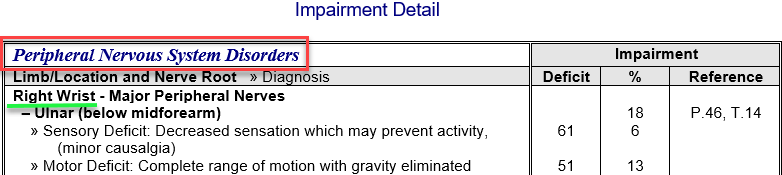 Impairment Detail
Peripheral Nervous System Disorders Impairment
Limb/Location and Nerve Root » Diagnosis Deficit % Reference
Right Wrist - Major Peripheral Nerves
– Ulnar (below midforearm) 18 P.46, T.14
» Sensory Deficit: Decreased sensation which may prevent activity, 61 6
(minor causalgia)
» Motor Deficit: Complete range of motion with gravity eliminated 51 13